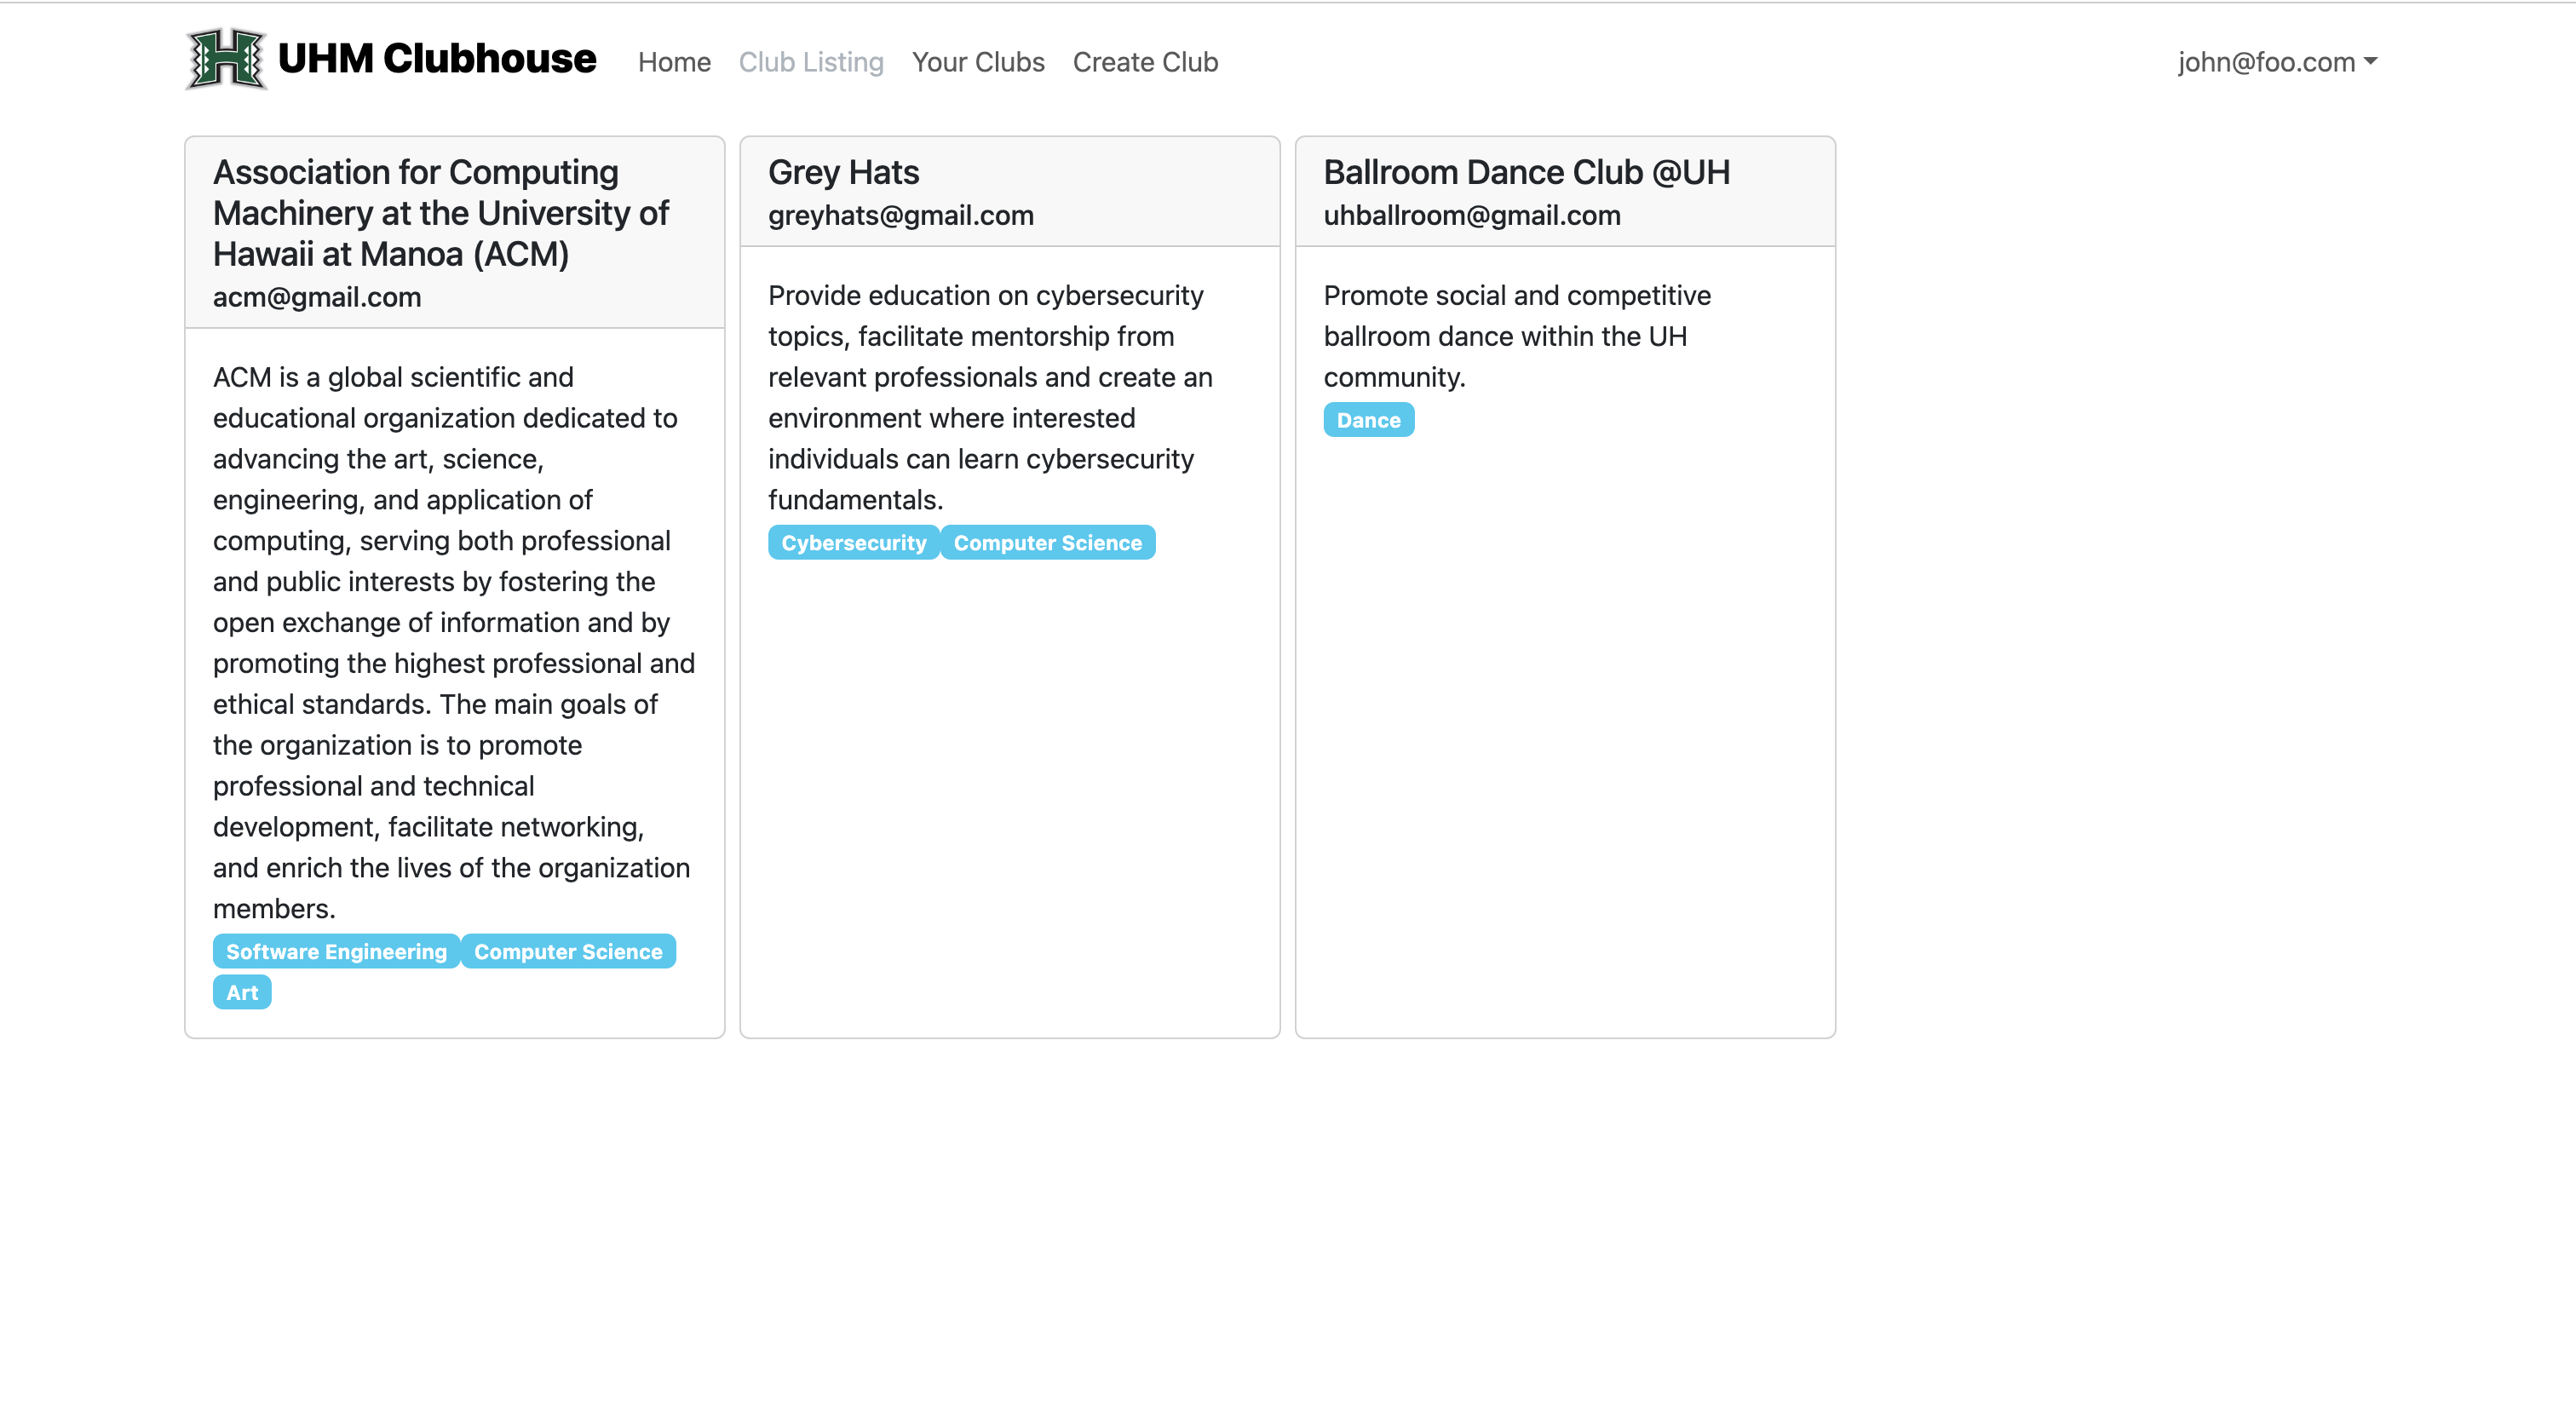 UHM Clubhouse
Home
Club Listing
Your Clubs
Create Club
john@foo.com
Association for Computing
Machinery at the University of
Hawaii at Manoa (ACM)
acm@gmail.com
ACM is a global scientific and
educational organization dedicated to
advancing the art, science,
engineering, and application of
computing, serving both professional
and public interests by fostering the
open exchange of information and by
promoting the highest professional and
ethical standards. The main goals of
the organization is to promote
professional and technical
development, facilitate networking,
and enrich the lives of the organization
members.
Software Engineering
Computer Science
Art
Grey Hats
greyhats@gmail.com
Provide education on cybersecurity
topics, facilitate mentorship from
relevant professionals and create an
environment where interested
individuals can learn cybersecurity
fundamentals.
Cybersecurity
Computer Science
Ballroom Dance Club @UH
uhballroom@gmail.com
Promote social and competitive
ballroom dance within the UH
community.
Dance